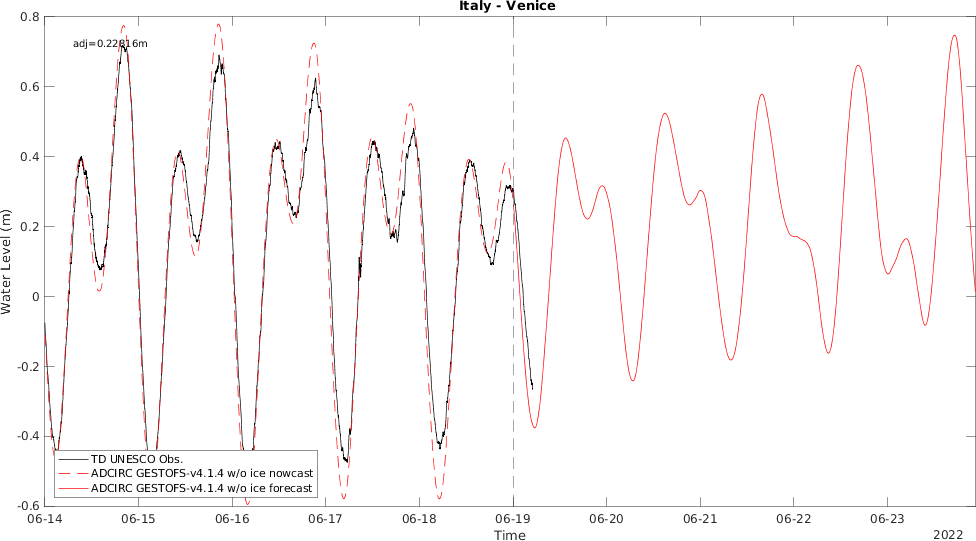 Italy - Venice
adj=0.22816m
Water Level (m)
0.8
0.6
0.4
0.2
0
-0.2
-0.4
-0.6
TD UNESCO Obs.
ADCIRC GESTOFS-v4.1.4 w/o ice nowcast
ADCIRC GESTOFS-v4.1.4 w/o ice forecast
06-14 06-15 06-16 06-17 06-18 06-19 06-20 06-21 06-22 06-23
Time
2022